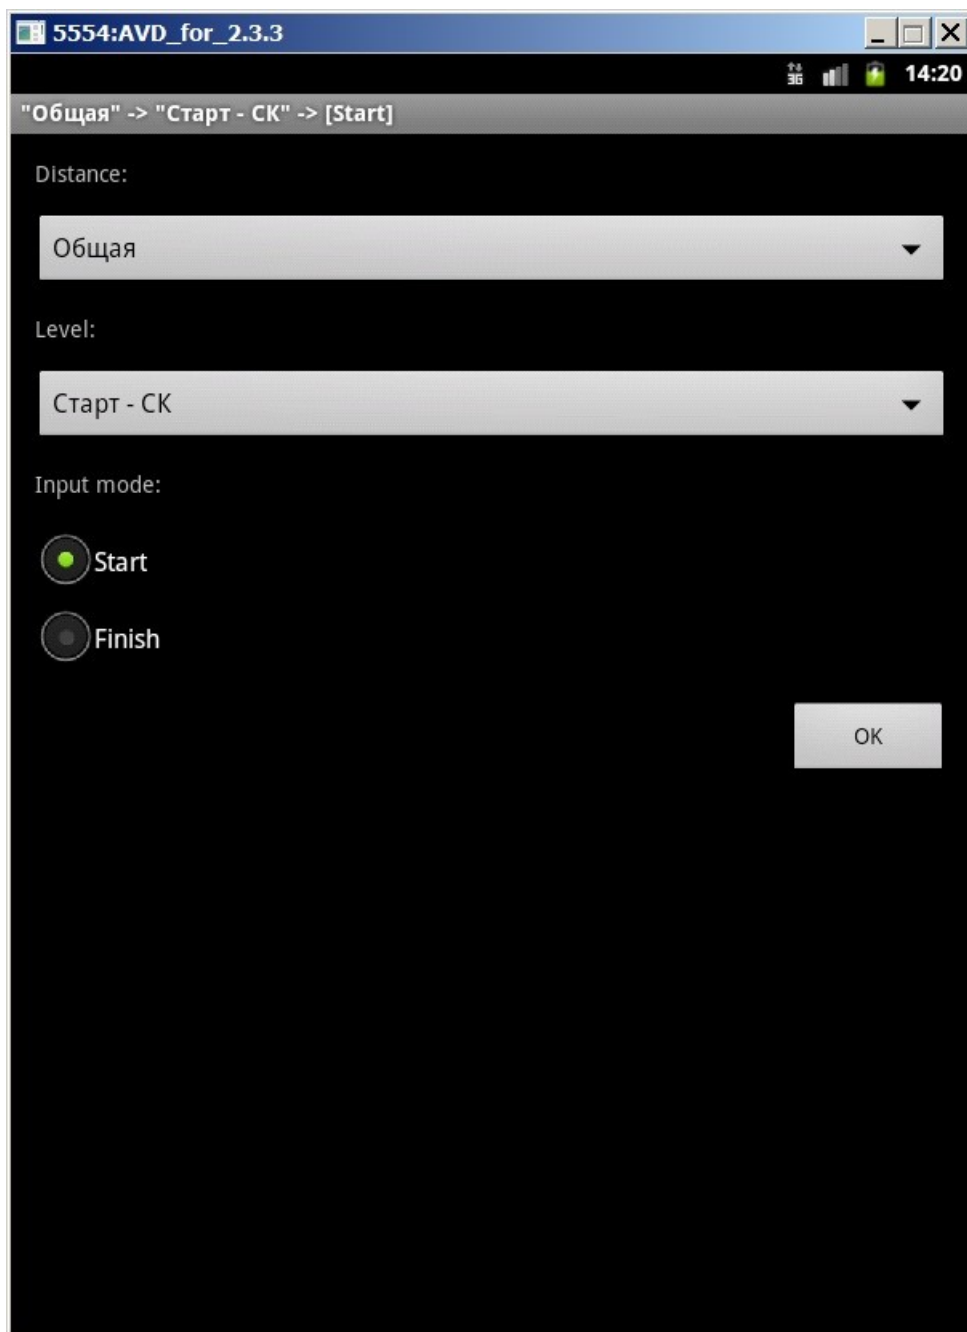 5554:AVD_for_2.3.3
3G 14:20
"Общая" -> "Старт - СК" -> [Start]
Distance:
Общая
Level:
Старт - СК
Input mode:
Start
Finish
OK